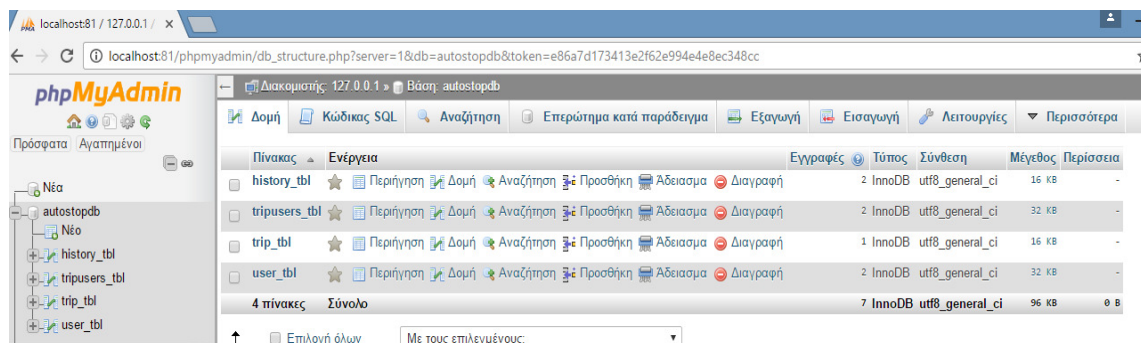 localhost:81 / 127.0.0.1 /
localhost:81/phpmyadmin/db_structure.php?server=1&db=autostopdb&token=e86a7d173413e2f62e994e4e8ec348cc
phpMyAdmin
Πρόσφατα Αγαπημένοι
Νέα
autostopdb
Νέο
history_tbl
tripusers_tbl
trip_tbl
user_tbl
Διακομιστής: 127.0.0.1 » Βάση: autostopdb
Δομή Κώδικας SQL Αναζήτηση Επερώτημα κατά παράδειγμα Εξαγωγή Εισαγωγή Λειτουργίες Περισσότερα
Πίνακας Ενέργεια Εγγραφές Τύπος Σύνθεση Μέγεθος Περίσσεια
history_tbl Περιήγηση Δομή Αναζήτηση Προσθήκη Άδειασμα Διαγραφή 2 InnoDB utf8_general_ci 16 KB -
tripusers_tbl Περιήγηση Δομή Αναζήτηση Προσθήκη Άδειασμα Διαγραφή 2 InnoDB utf8_general_ci 32 KB -
trip_tbl Περιήγηση Δομή Αναζήτηση Προσθήκη Άδειασμα Διαγραφή 1 InnoDB utf8_general_ci 16 KB -
user_tbl Περιήγηση Δομή Αναζήτηση Προσθήκη Άδειασμα Διαγραφή 2 InnoDB utf8_general_ci 32 KB -
4 πίνακες Σύνολο 7 InnoDB utf8_general_ci 96 KB 0 B
Επιλογή όλων Με τους επιλεγμένους: